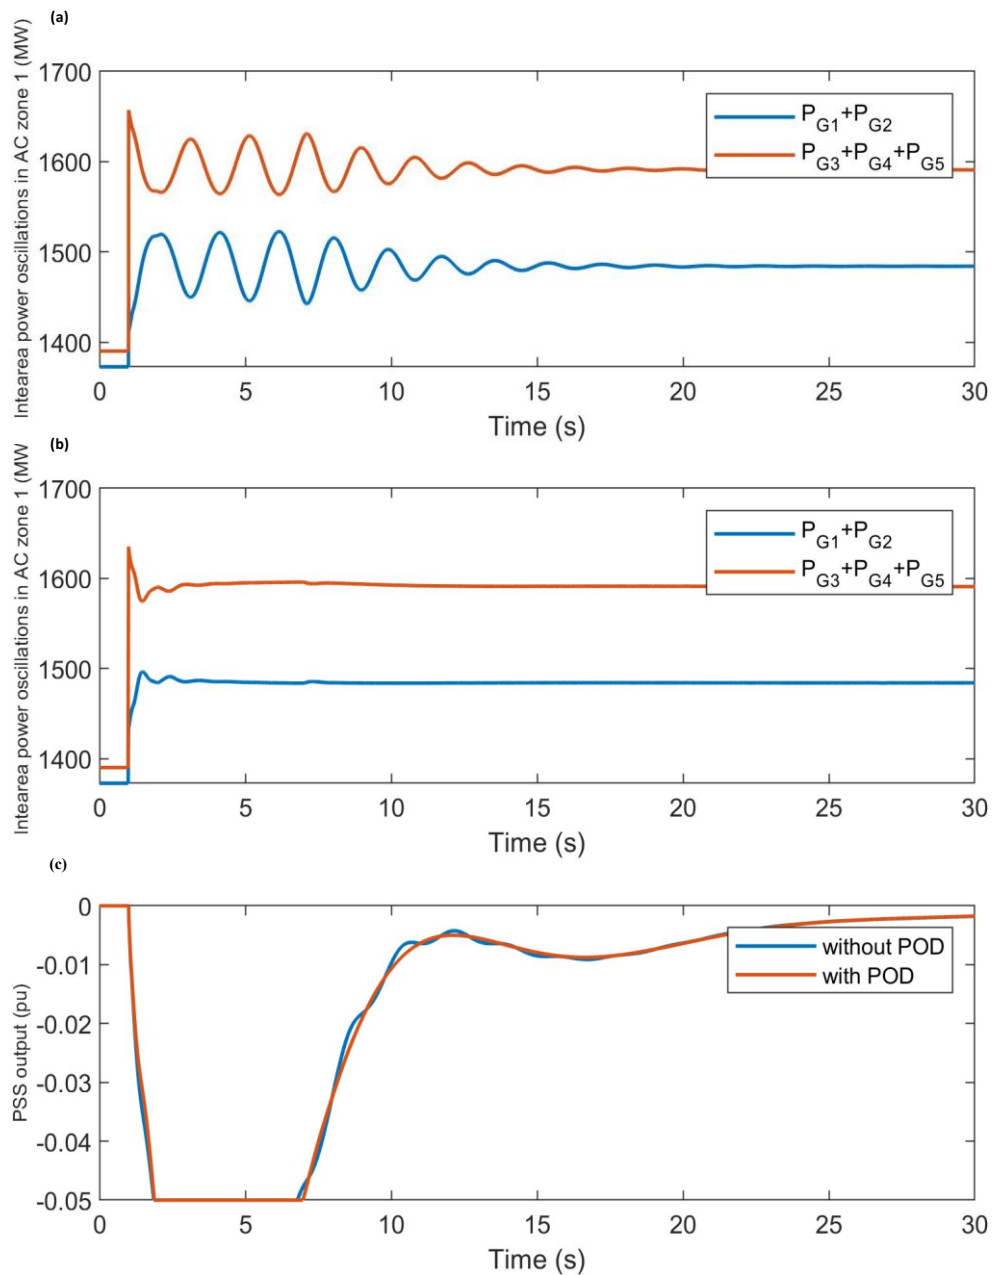 (a)
Intearea power oscillations in AC zone 1 (MW)
1700
1600
1500
1400
P_G1+P_G2
P_G3+P_G4+P_G5
0 5 10 15 20 25 30
Time (s)
(b)
Intearea power oscillations in AC zone 1 (MW
1700
1600
1500
1400
P_G1+P_G2
P_G3+P_G4+P_G5
0 5 10 15 20 25 30
Time (s)
(c)
PSS output (pu)
0
-0.01
-0.02
-0.03
-0.04
-0.05
without POD
with POD
0 5 10 15 20 25 30
Time (s)